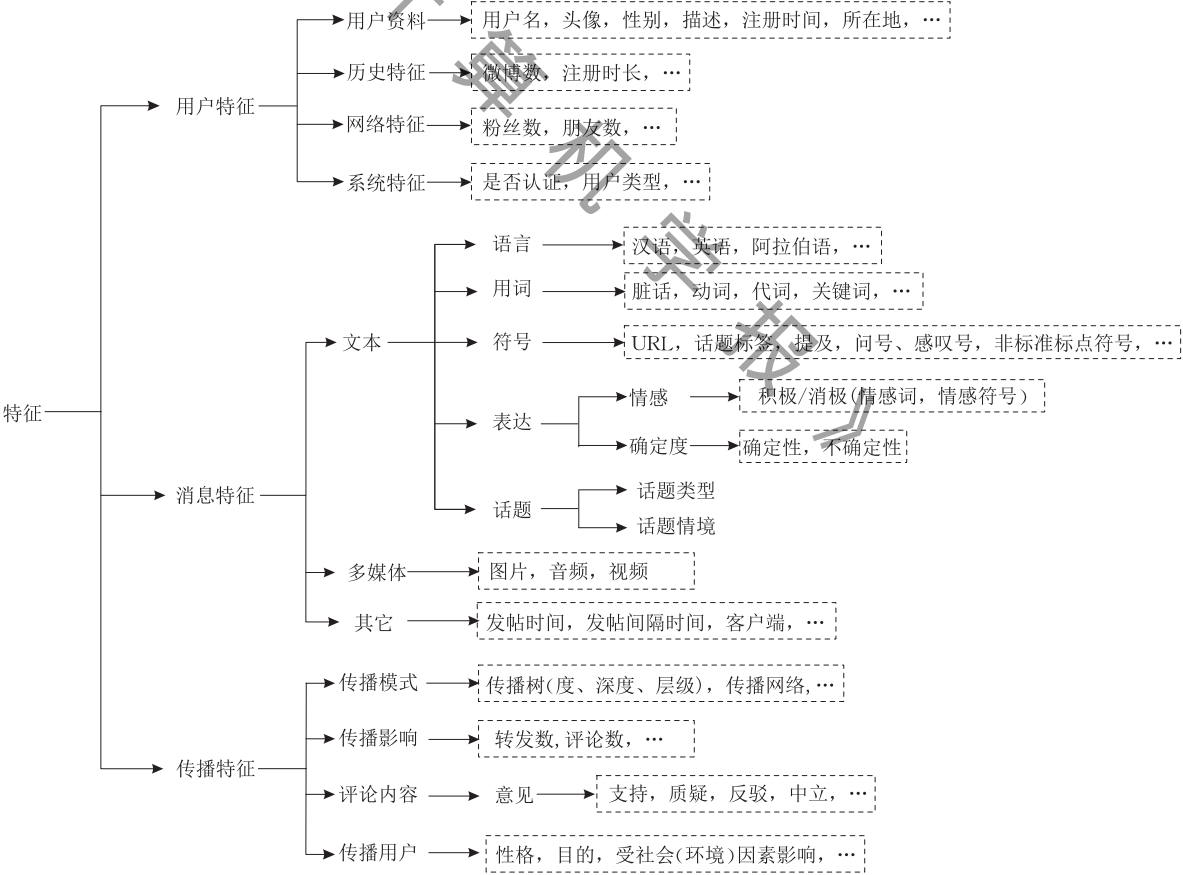 用户资料 用户名，头像，性别，描述，注册时间，所在地，…
历史特征 微博数，注册时长，…
用户特征
网络特征 粉丝数，朋友数，…
系统特征 是否认证，用户类型，…
语言 汉语，英语，阿拉伯语，…
用词 脏话，动词，代词，关键词，…
文本 符号 URL，话题标签，提及，问号、感叹号，非标准标点符号，…
情感 积极/消极(情感词，情感符号）
特征
表达
确定度 确定性，不确定性
话题类型
消息特征
话题
话题情境
多媒体 图片，音频，视频
其它 发帖时间，发帖间隔时间，客户端，…
传播模式 传播树(度、深度、层级)，传播网络,…
传播影响 转发数,评论数，…
传播特征
评论内容 意见 支持，质疑，反驳，中立，…
传播用户 性格，目的，受社会(环境)因素影响，…
算机学报》